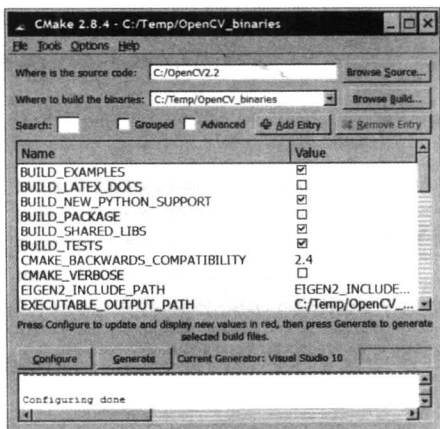 CMake 2.8.4 - C:/Temp/OpenCV_binaries
File Tools Options Help
Where is the source code: C:/OpenCV2.2 Browse Source...
Where to build the binaries: C:/Temp/OpenCV_binaries Browse Build...
Search: Grouped Advanced Add Entry Remove Entry
Name Value
BUILD_EXAMPLES
BUILD_LATEX_DOCS
BUILD_NEW_PYTHON_SUPPORT
BUILD_PACKAGE
BUILD_SHARED_LIBS
BUILD_TESTS
CMAKE_BACKWARDS_COMPATIBILITY 2.4
CMAKE_VERBOSE
EIGEN2_INCLUDE_PATH EIGEN2_INCLUDE...
EXECUTABLE_OUTPUT_PATH C:/Temp/OpenCV_...
Press Configure to update and display new values in red, then press Generate to generate
selected build files.
Configure Generate Current Generator: Visual Studio 10
Configuring done